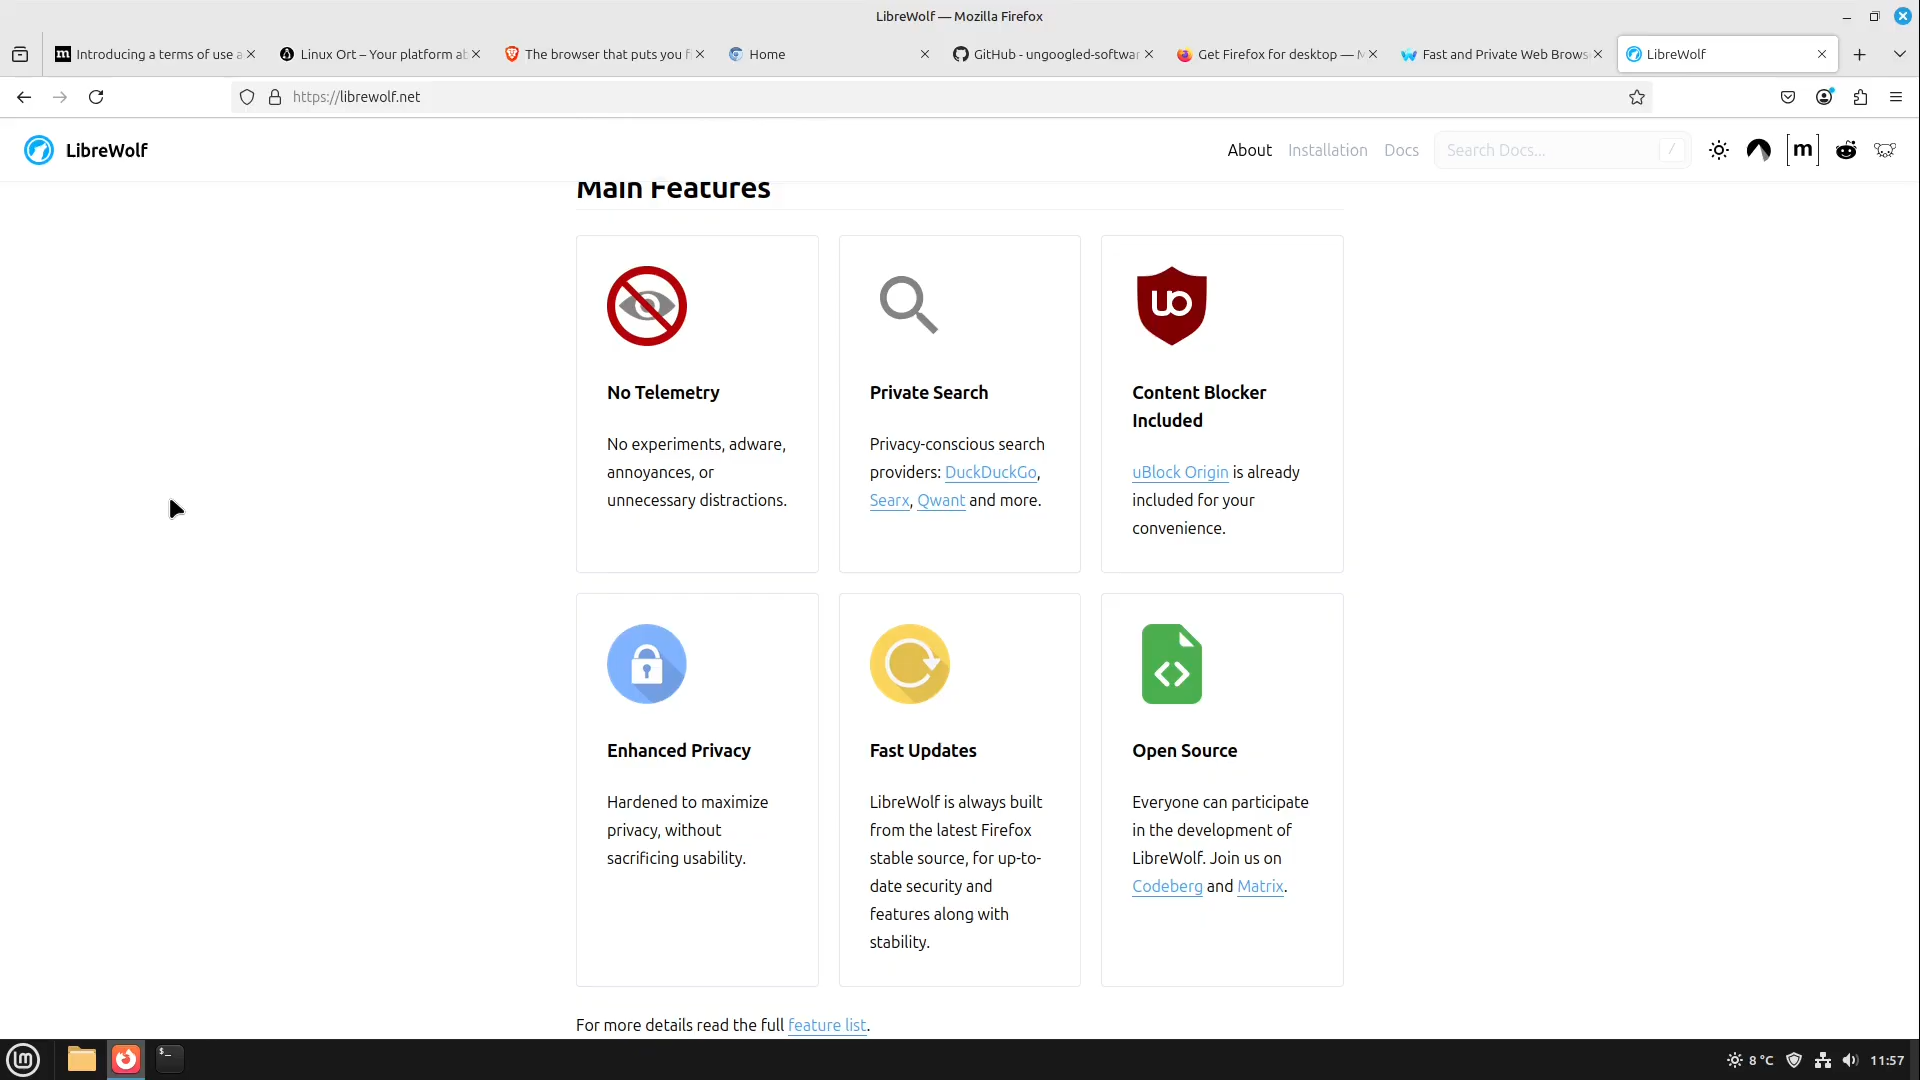 LibreWolf — Mozilla Firefox
Introducing a terms of use a
Linux Ort – Your platform ab
The browser that puts you fi
Home
GitHub - ungoogled-softwar
Get Firefox for desktop — M
Fast and Private Web Brows
LibreWolf
https://librewolf.net
LibreWolf
About
Installation
Docs
Search Docs...
/
[m]
Main Features
No Telemetry
No experiments, adware,
annoyances, or
unnecessary distractions.
Private Search
Privacy-conscious search
providers: DuckDuckGo,
Searx, Qwant and more.
uo
Content Blocker
Included
uBlock Origin is already
included for your
convenience.
Enhanced Privacy
Hardened to maximize
privacy, without
sacrificing usability.
Fast Updates
LibreWolf is always built
from the latest Firefox
stable source, for up-to-
date security and
features along with
stability.
Open Source
Everyone can participate
in the development of
LibreWolf. Join us on
Codeberg and Matrix.
For more details read the full feature list.
$_
8 °C
11:57